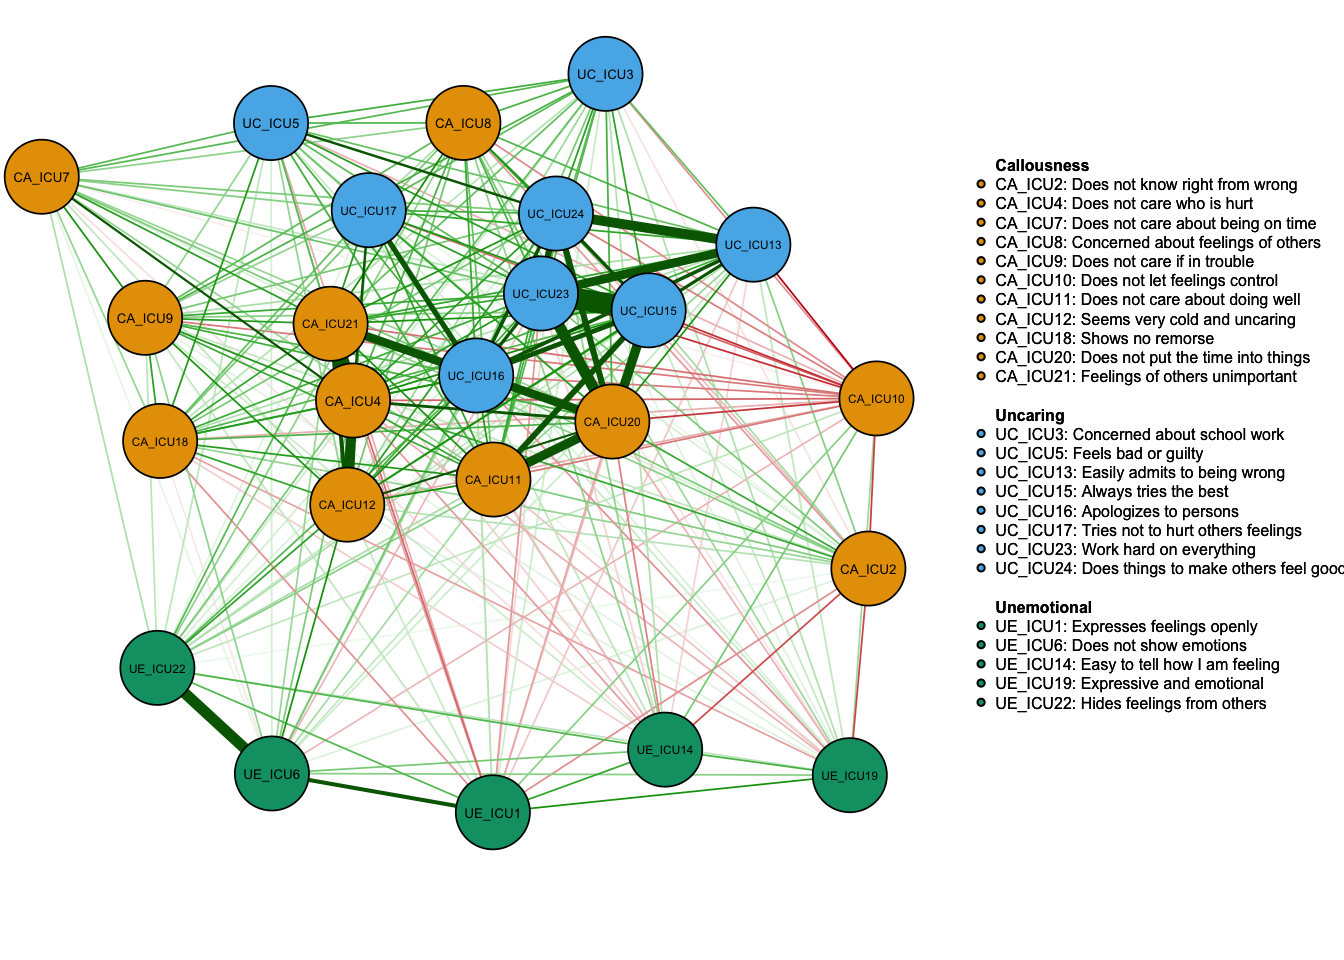 UC_ICU3
UC_ICU5
CA_ICU8
CA_ICU7
UC_ICU17
UC_ICU24
UC_ICU13
UC_ICU23
UC_ICU15
CA_ICU9
CA_ICU21
UC_ICU16
CA_ICU4
CA_ICU10
CA_ICU20
CA_ICU18
CA_ICU11
CA_ICU12
CA_ICU2
UE_ICU22
UE_ICU14
UE_ICU6
UE_ICU19
UE_ICU1
Callousness
CA_ICU2: Does not know right from wrong
CA_ICU4: Does not care who is hurt
CA_ICU7: Does not care about being on time
CA_ICU8: Concerned about feelings of others
CA_ICU9: Does not care if in trouble
CA_ICU10: Does not let feelings control
CA_ICU11: Does not care about doing well
CA_ICU12: Seems very cold and uncaring
CA_ICU18: Shows no remorse
CA_ICU20: Does not put the time into things
CA_ICU21: Feelings of others unimportant
Uncaring
UC_ICU3: Concerned about school work
UC_ICU5: Feels bad or guilty
UC_ICU13: Easily admits to being wrong
UC_ICU15: Always tries the best
UC_ICU16: Apologizes to persons
UC_ICU17: Tries not to hurt others feelings
UC_ICU23: Work hard on everything
UC_ICU24: Does things to make others feel good
Unemotional
UE_ICU1: Expresses feelings openly
UE_ICU6: Does not show emotions
UE_ICU14: Easy to tell how I am feeling
UE_ICU19: Expressive and emotional
UE_ICU22: Hides feelings from others